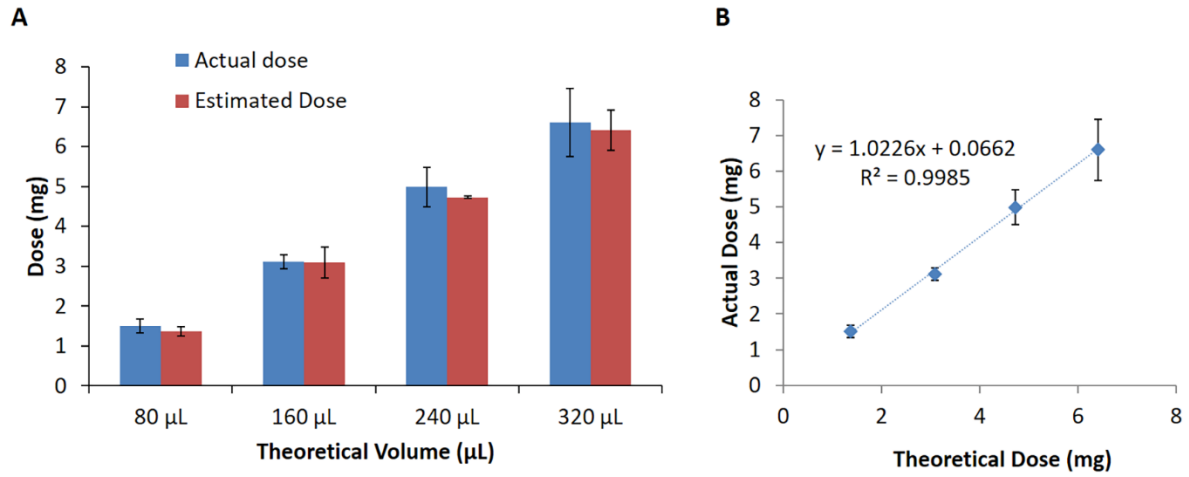 A
Actual dose
Estimated Dose
8
7
6
5
4
3
2
1
0
Dose (mg)
80 µL 160 µL 240 µL 320 µL
Theoretical Volume (µL)
B
y = 1.0226x + 0.0662
R² = 0.9985
8
7
6
5
4
3
2
1
0
Actual Dose (mg)
0 2 4 6 8
Theoretical Dose (mg)